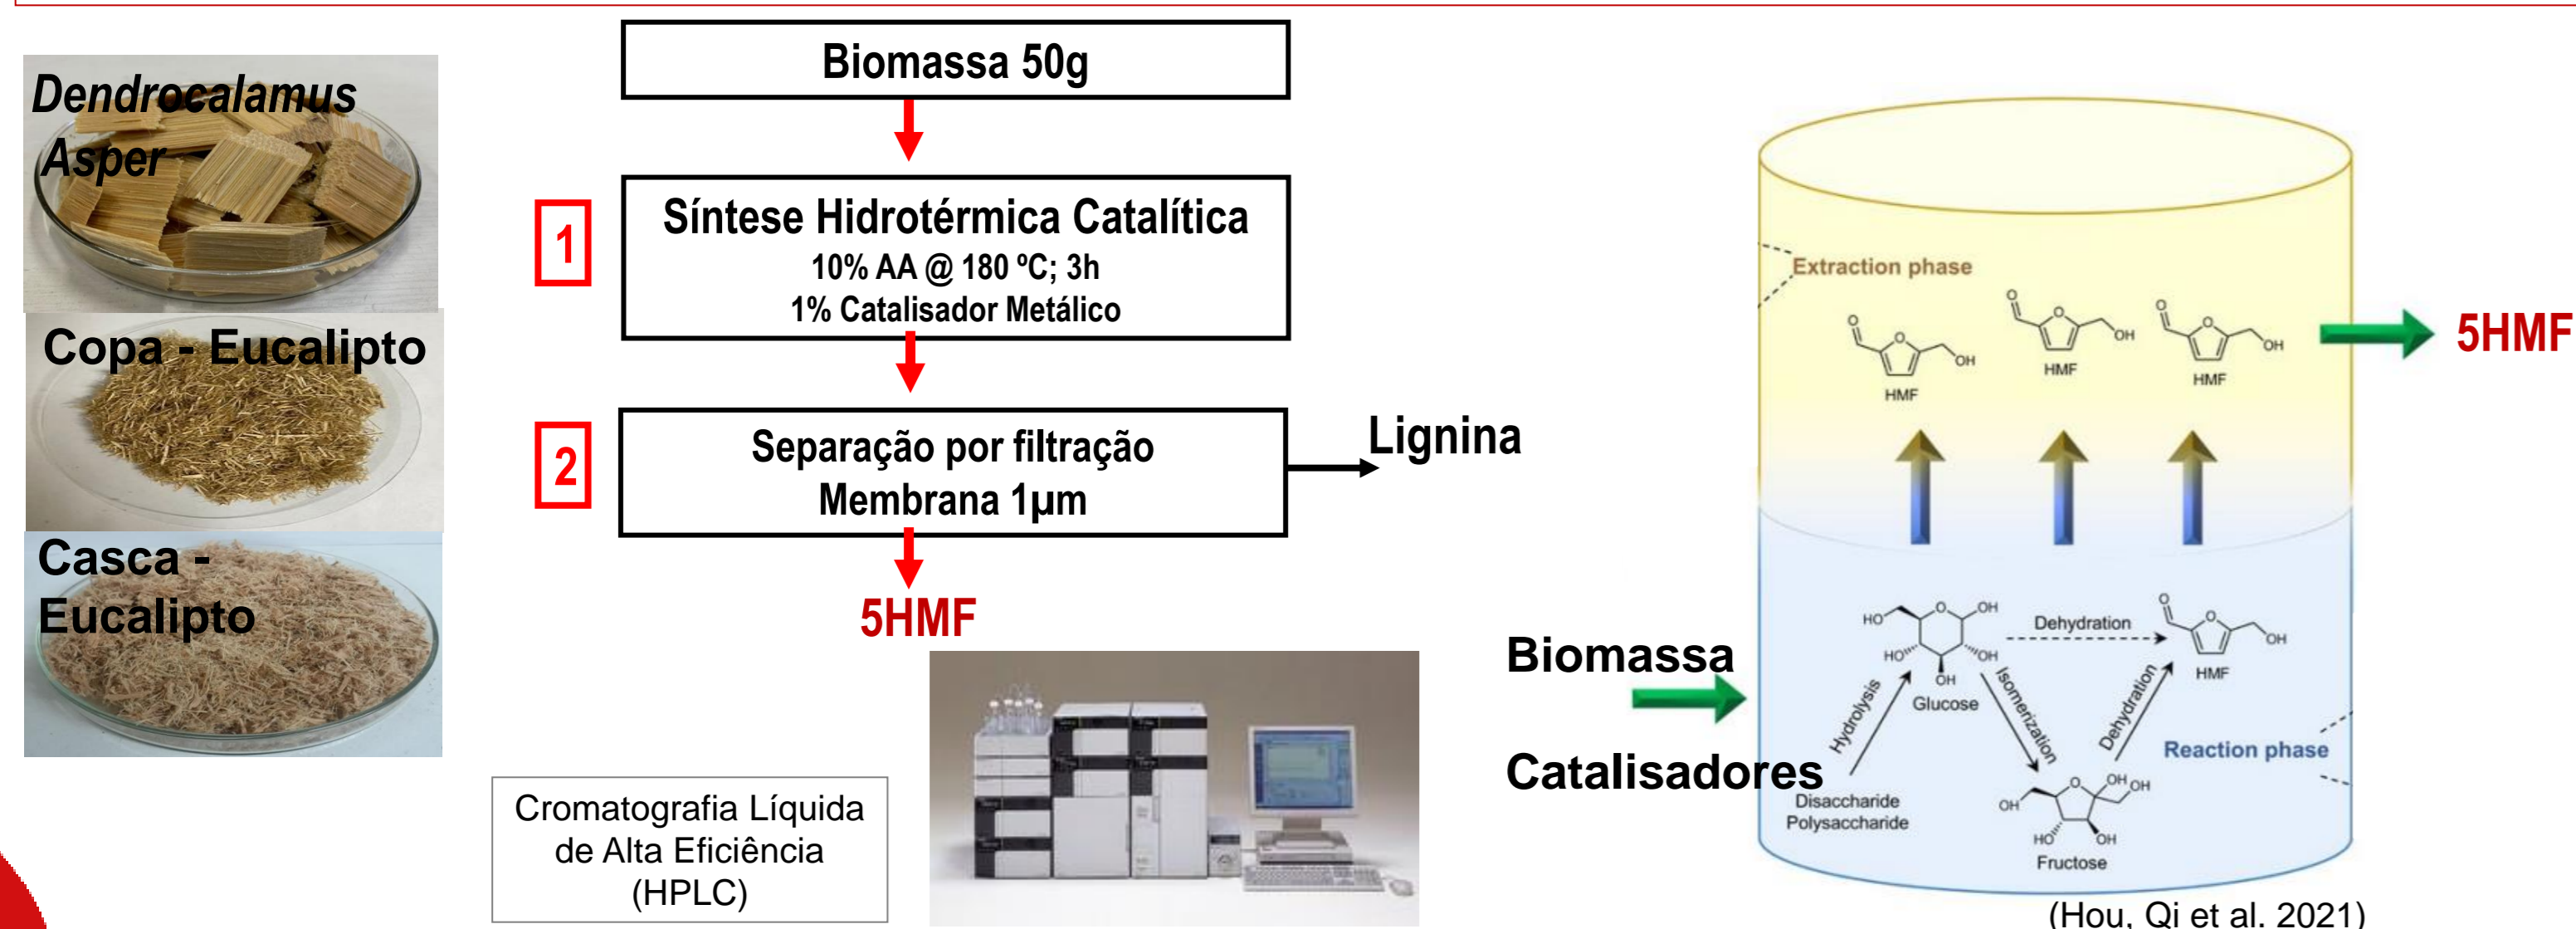 Dendrocalamus
Asper
Copa - Eucalipto
Casca -
Eucalipto
Biomassa 50g
1
Síntese Hidrotérmica Catalítica
10% AA @ 180 ºC; 3h
1% Catalisador Metálico
2
Separação por filtração
Membrana 1µm
Lignina
5HMF
Cromatografia Líquida
de Alta Eficiência
(HPLC)
Biomassa
Catalisadores
Extraction phase
O
O
OH
HMF
O
O
OH
HMF
O
O
OH
HMF
5HMF
HO
O
OH
HO
OH
OH
Glucose
Dehydration
O
O
OH
HMF
Hydrolysis
Isomerization
Dehydration
Reaction phase
Disaccharide
Polysaccharide
OH
O
OH
OH
HO
OH
Fructose
(Hou, Qi et al. 2021)